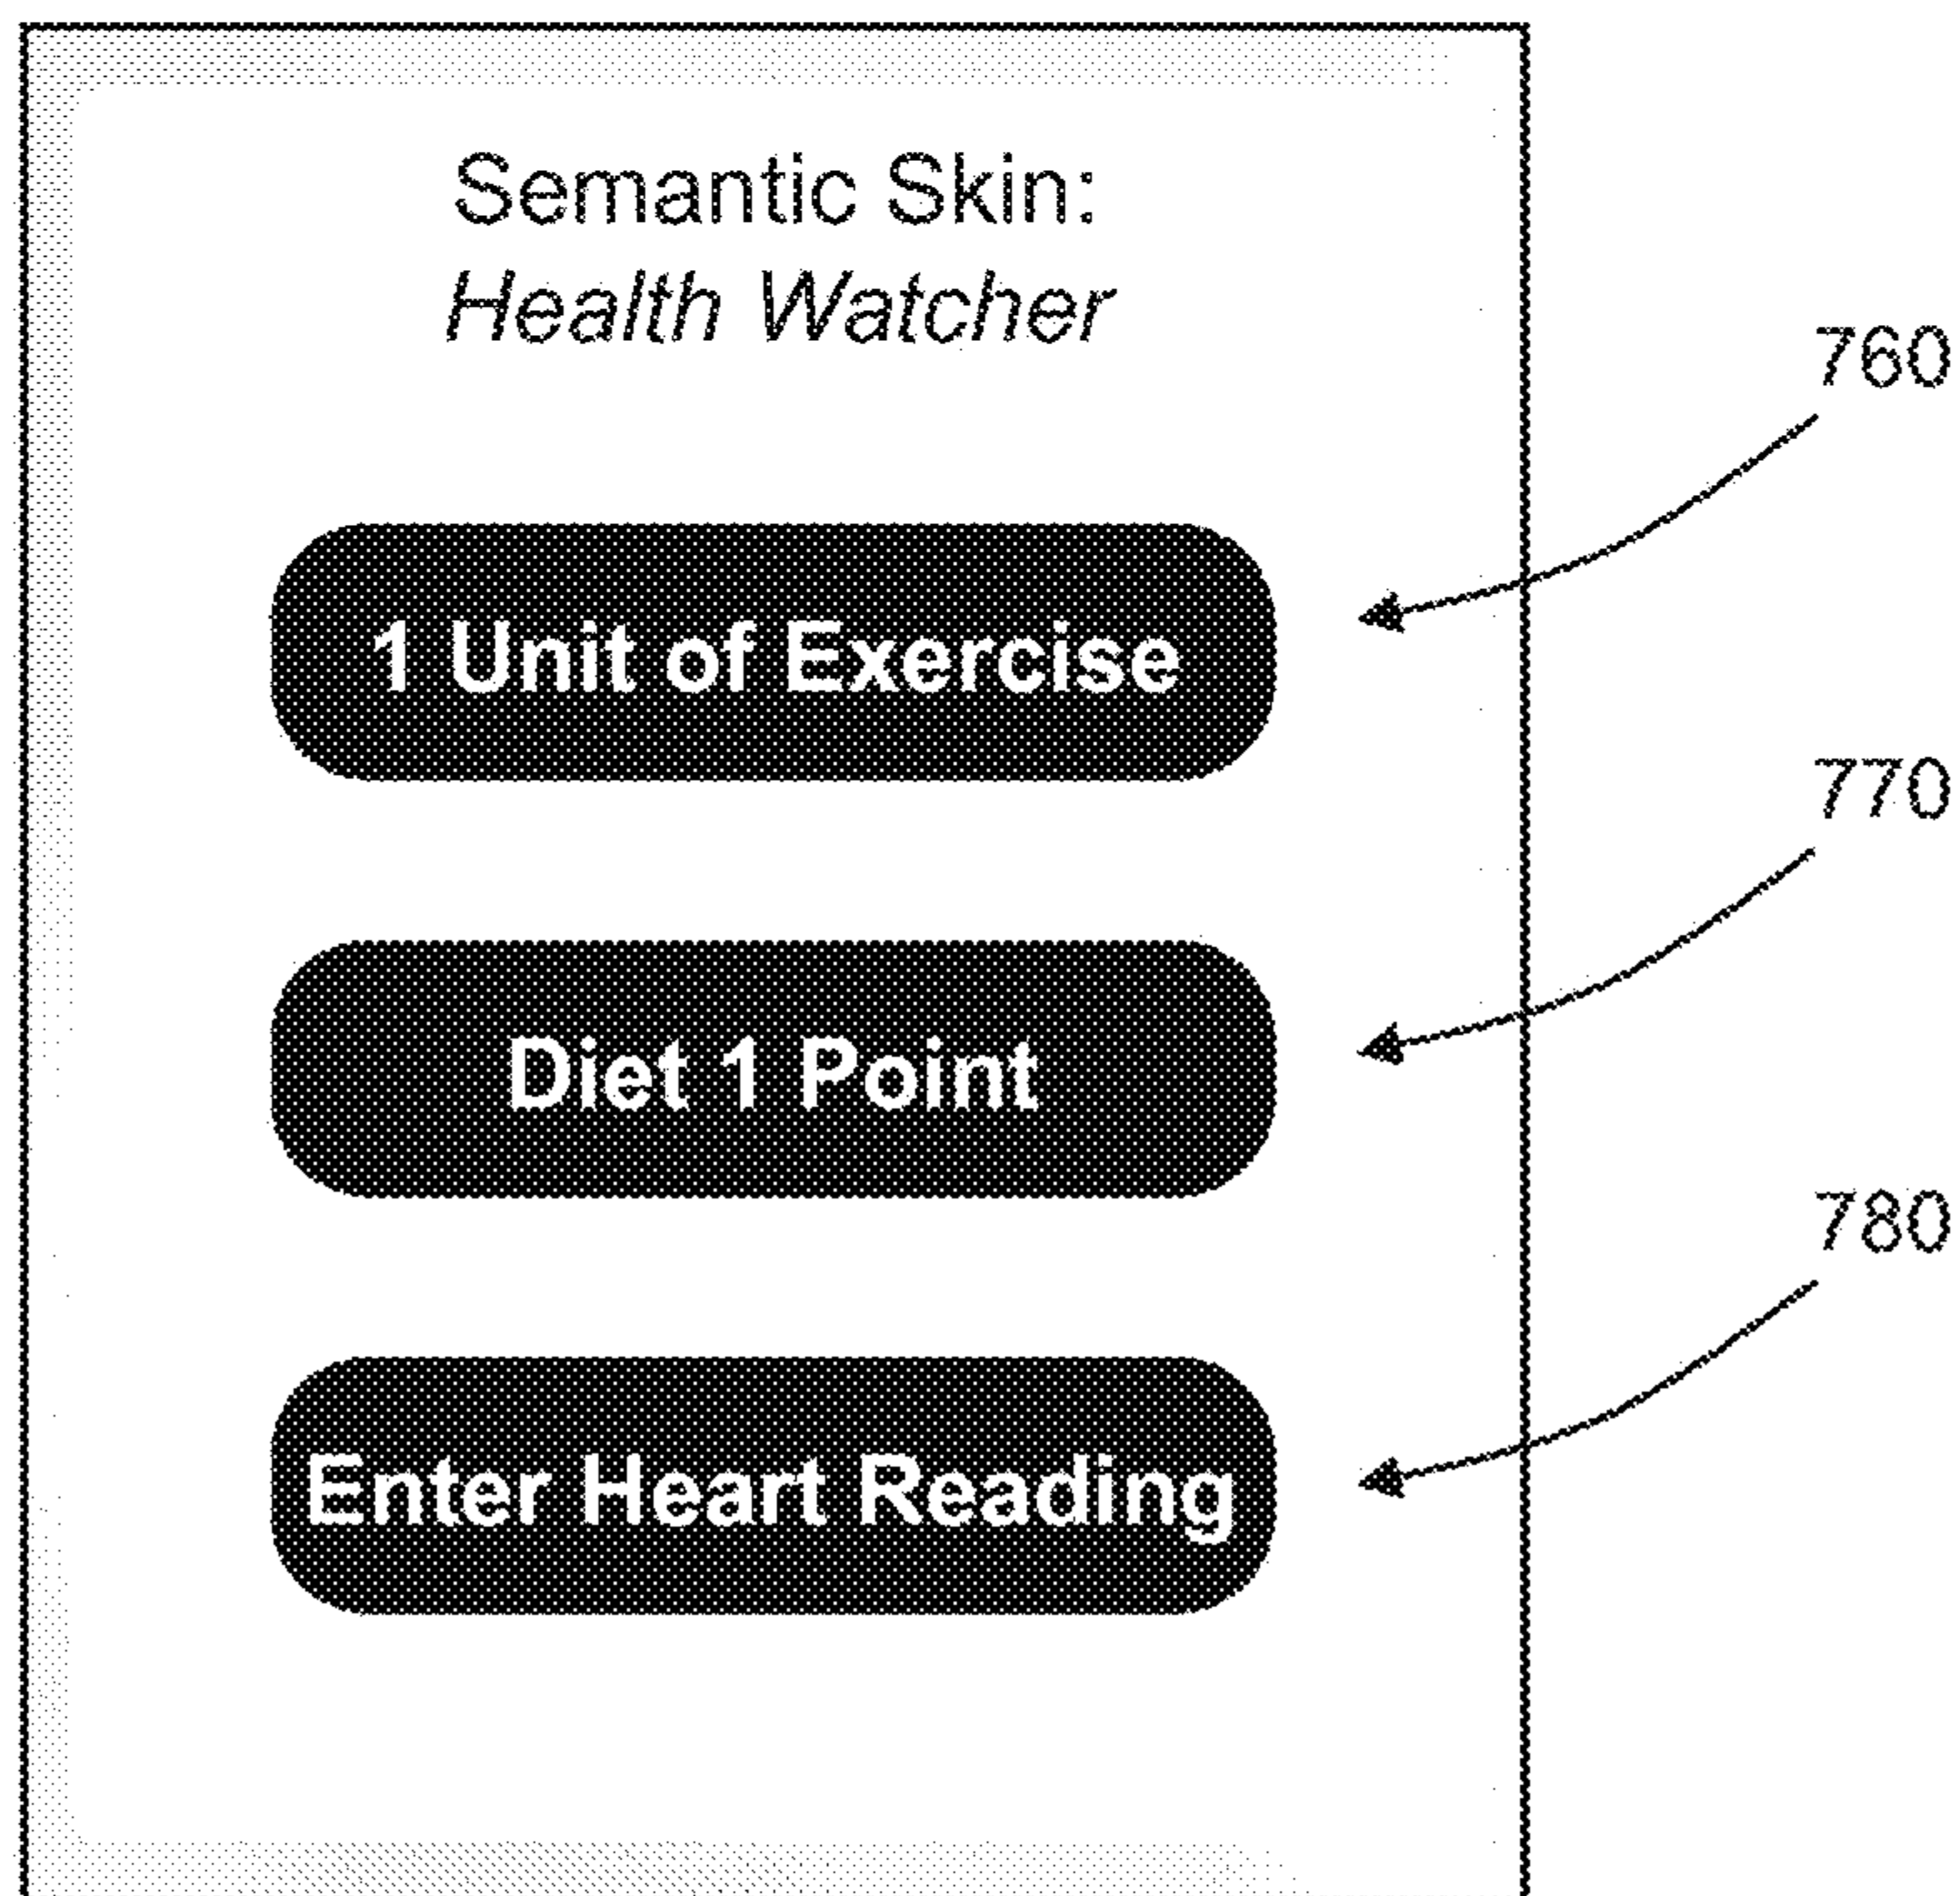 Semantic Skin:
Health Watcher
760
1 Unit of Exercise
770
Diet 1 Point
780
Enter Heart Reading